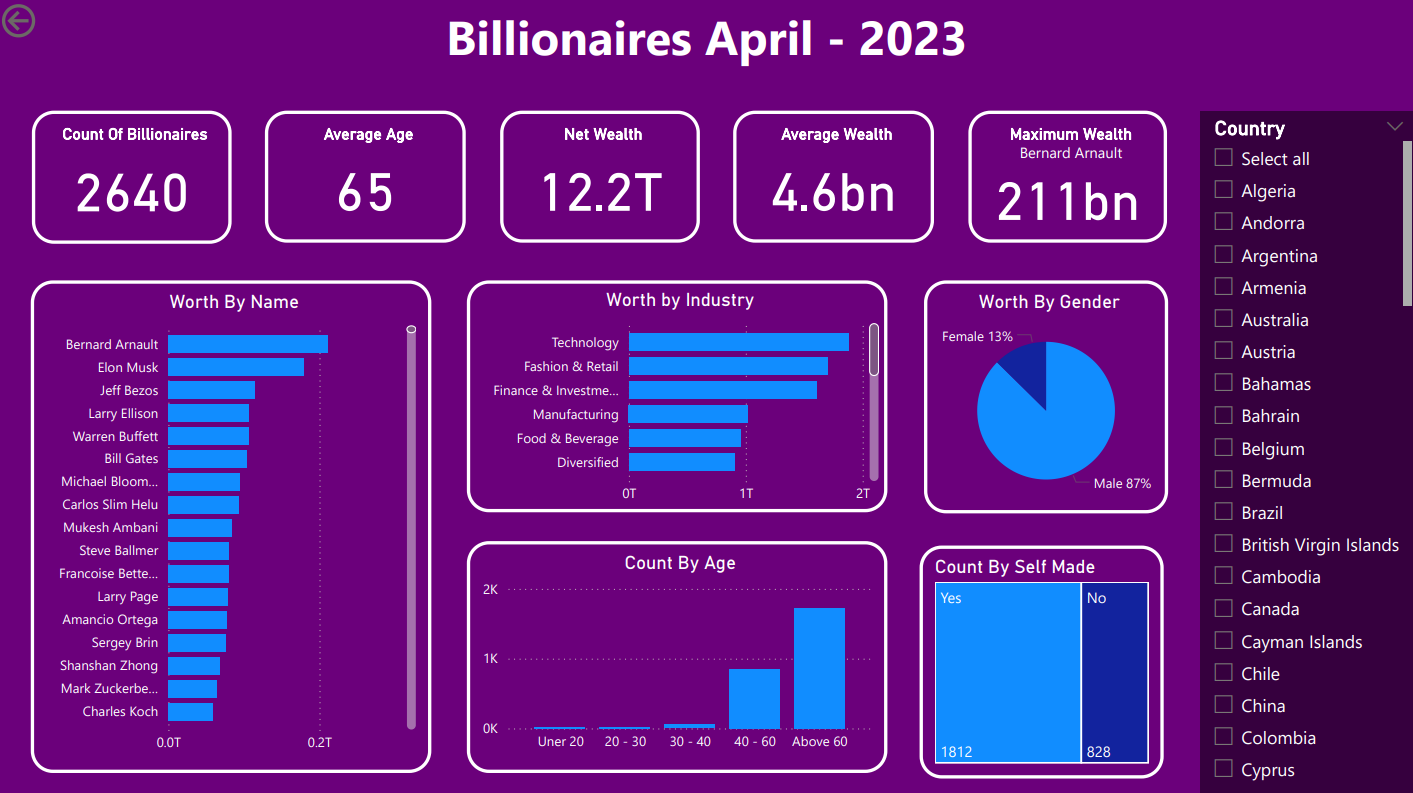 Billionaires April - 2023
Count Of Billionaires
2640
Average Age
65
Net Wealth
12.2T
Average Wealth
4.6bn
Maximum Wealth
Bernard Arnault
211bn
Worth By Name
Bernard Arnault
Elon Musk
Jeff Bezos
Larry Ellison
Warren Buffett
Bill Gates
Michael Bloom...
Carlos Slim Helu
Mukesh Ambani
Steve Ballmer
Francoise Bette...
Larry Page
Amancio Ortega
Sergey Brin
Shanshan Zhong
Mark Zuckerbe...
Charles Koch
0.0T 0.2T
Worth by Industry
Technology
Fashion & Retail
Finance & Investme...
Manufacturing
Food & Beverage
Diversified
0T 1T 2T
Worth By Gender
Female 13%
Male 87%
Count By Age
2K
1K
0K
Uner 20 20 - 30 30 - 40 40 - 60 Above 60
Count By Self Made
Yes No
1812 828
Country
Select all
Algeria
Andorra
Argentina
Armenia
Australia
Austria
Bahamas
Bahrain
Belgium
Bermuda
Brazil
British Virgin Islands
Cambodia
Canada
Cayman Islands
Chile
China
Colombia
Cyprus